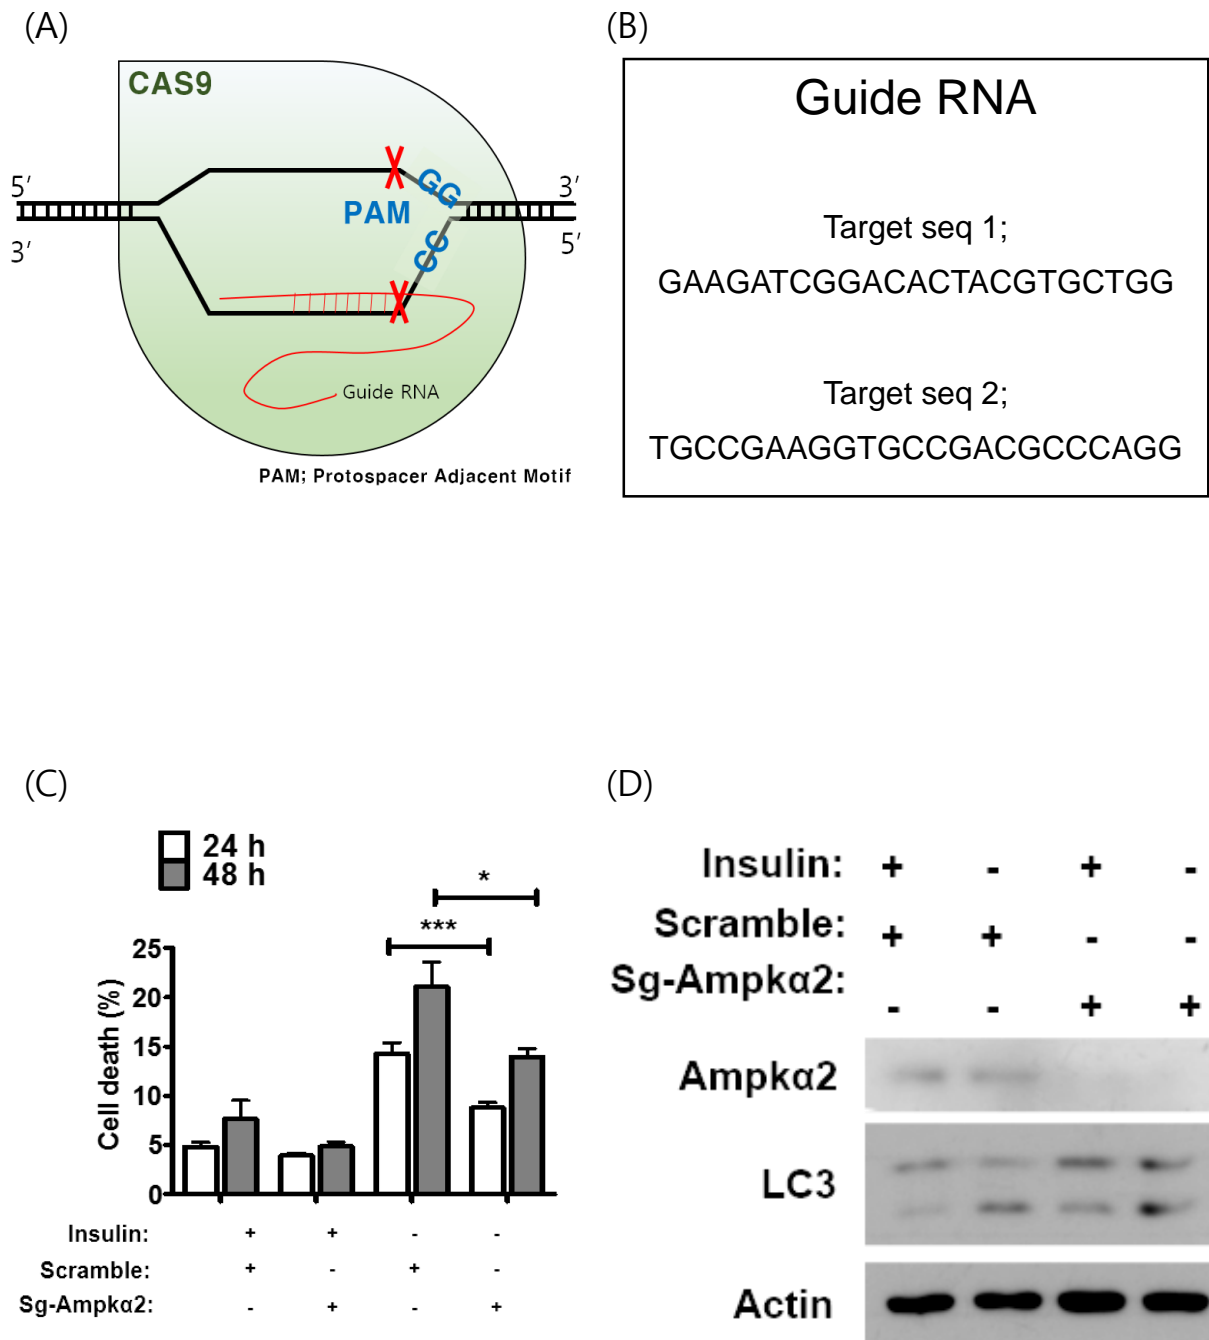 (A)
CAS9
5′
3′
GG
PAM
CC
3′
5′
Guide RNA
PAM; Protospacer Adjacent Motif
(B)
Guide RNA
Target seq 1;
GAAGATCGGACACTACGTGCTGG
Target seq 2;
TGCCGAAGGTGCCGACGCCCAGG
(C)
24 h
48 h
*
***
Cell death (%)
25
20
15
10
5
0
Insulin: + + - -
Scramble: + - + -
Sg-Ampkα2: - + - +
(D)
Insulin: + - + -
Scramble: + + - -
Sg-Ampkα2: - - + +
Ampkα2
LC3
Actin